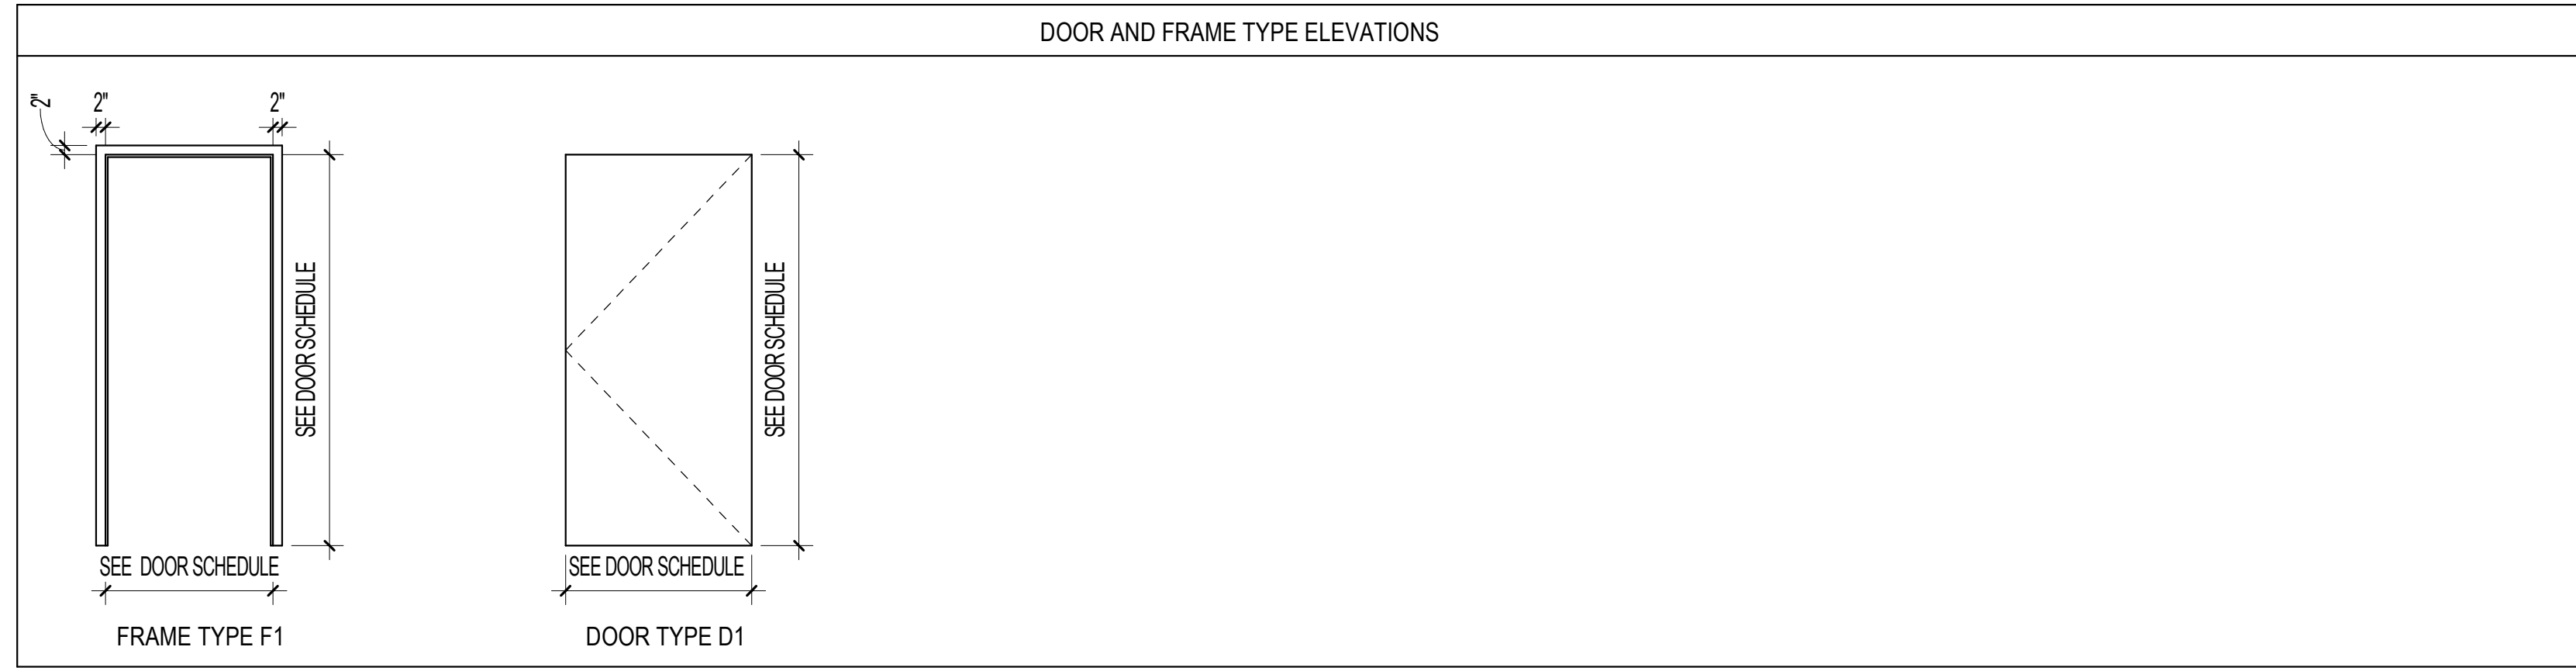 DOOR AND FRAME TYPE ELEVATIONS
2"
2"
2"
SEE DOOR SCHEDULE
SEE DOOR SCHEDULE
FRAME TYPE F1
SEE DOOR SCHEDULE
SEE DOOR SCHEDULE
DOOR TYPE D1